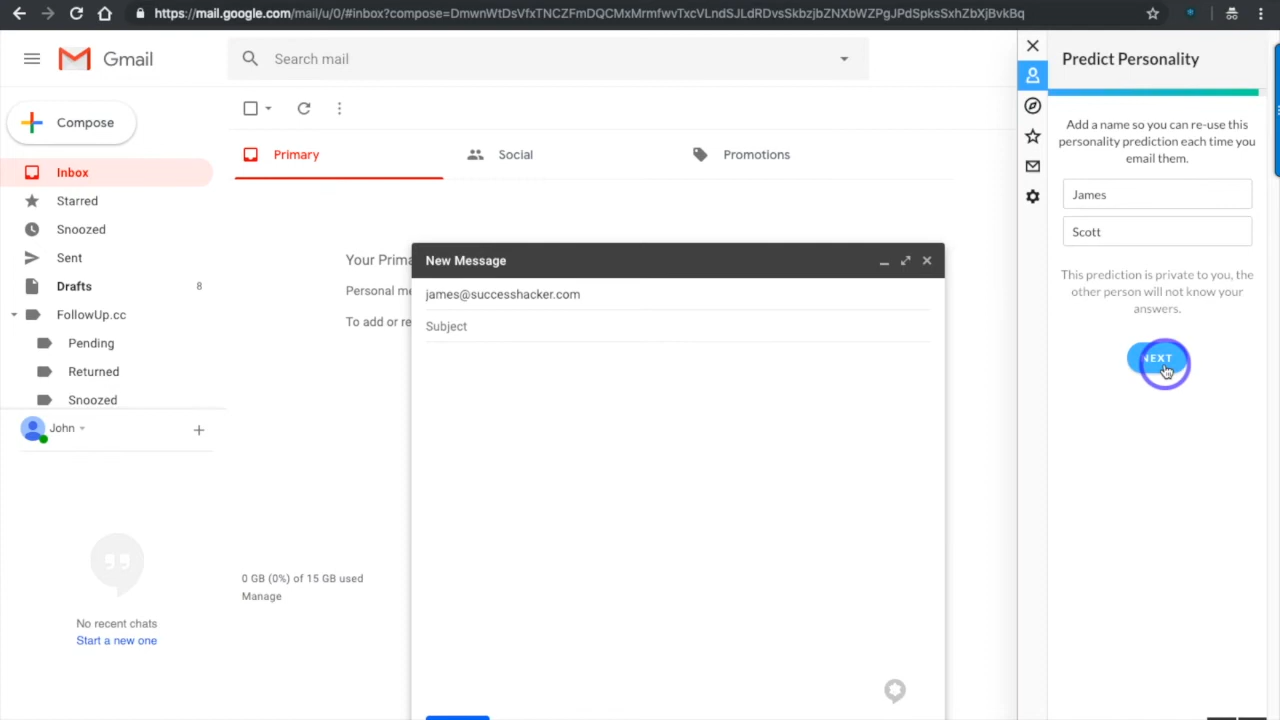 https://mail.google.com/mail/u/0/#inbox?compose=DmwnWtDsVfxTNCZFmDQCMxMrmfwvTxcVLndSJLdRDvsSkbzjbZNXbWZPgJPdSpksSxhZbXjBvkBq
Gmail
Search mail
Predict Personality
Compose
Add a name so you can re-use this
personality prediction each time you
email them.
Primary
Social
Promotions
Inbox
Starred
Snoozed
Sent
Drafts
8
FollowUp.cc
Pending
Returned
Snoozed
John
James
Scott
This prediction is private to you, the
other person will not know your
answers.
NEXT
Your Prima
Personal me
To add or re
New Message
james@successhacker.com
Subject
0 GB (0%) of 15 GB used
Manage
No recent chats
Start a new one